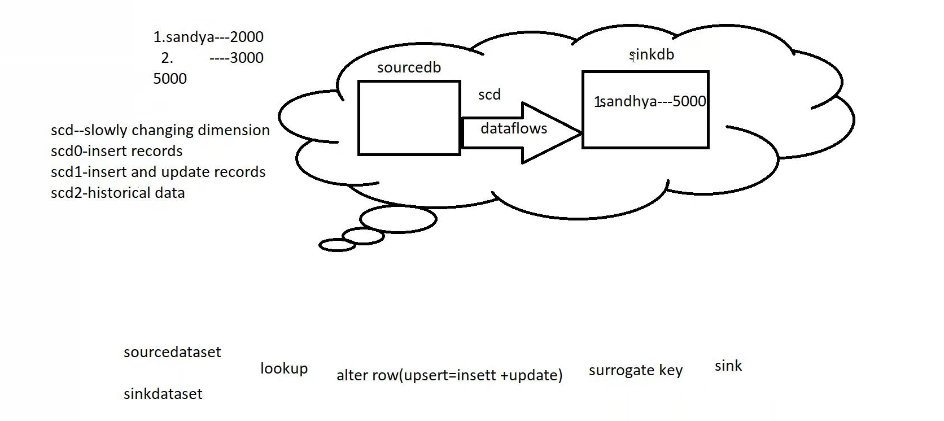 1.sandya---2000
2. ----3000
5000
sourcedb
sinkdb
scd
dataflows
1sandhya---5000
scd--slowly changing dimension
scd0-insert records
scd1-insert and update records
scd2-historical data
sourcedataset
sinkdataset
lookup
alter row(upsert=insett +update)
surrogate key
sink